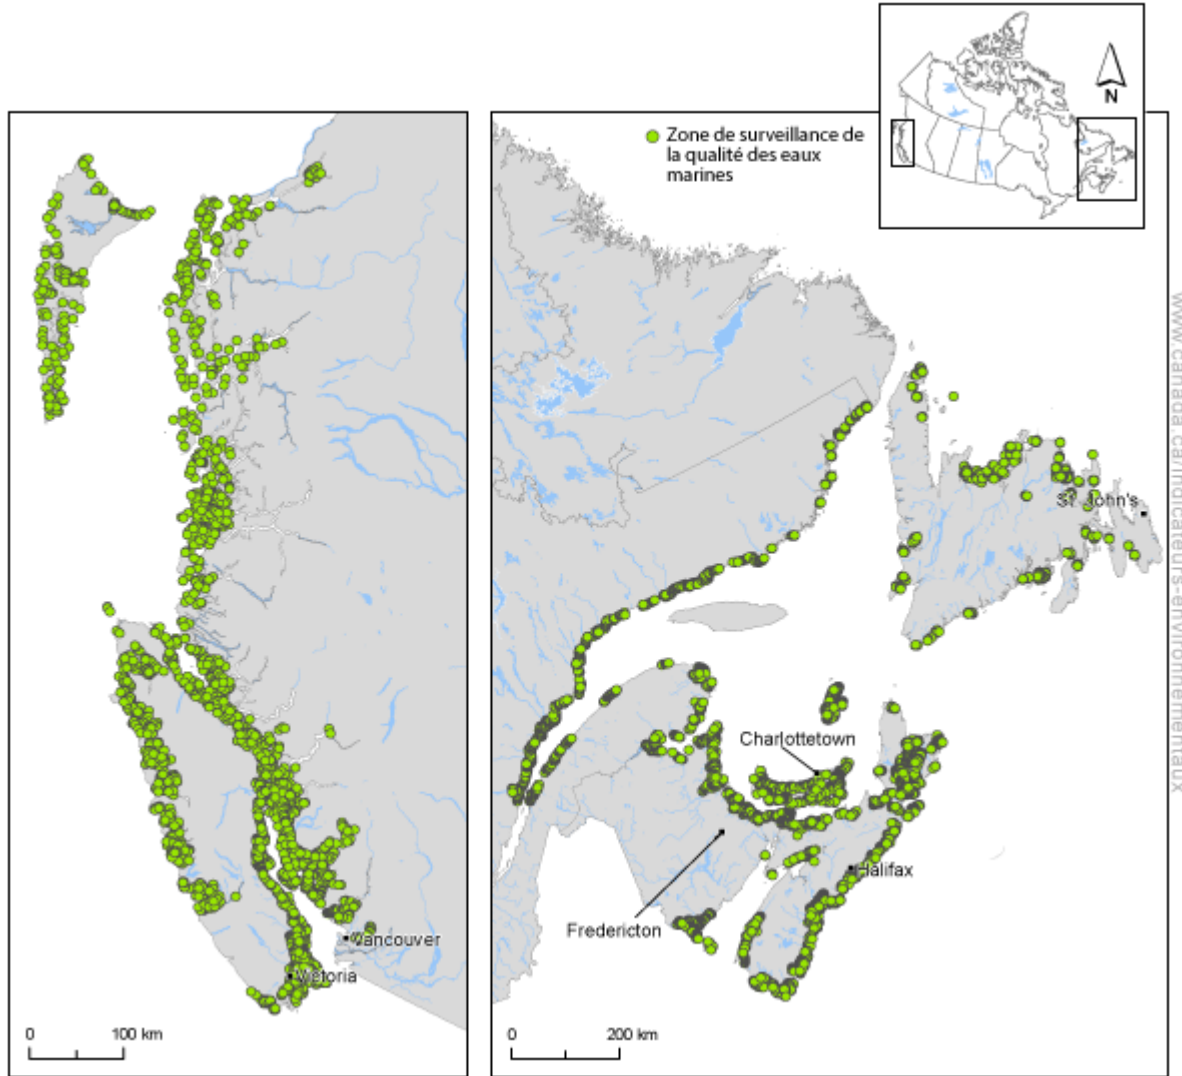 N
Zone de surveillance de
la qualité des eaux
marines
St. John's
Charlottetown
Halifax
Fredericton
Vancouver
Victoria
0 100 km
0 200 km
www.canada.ca/indicateurs-environnementaux